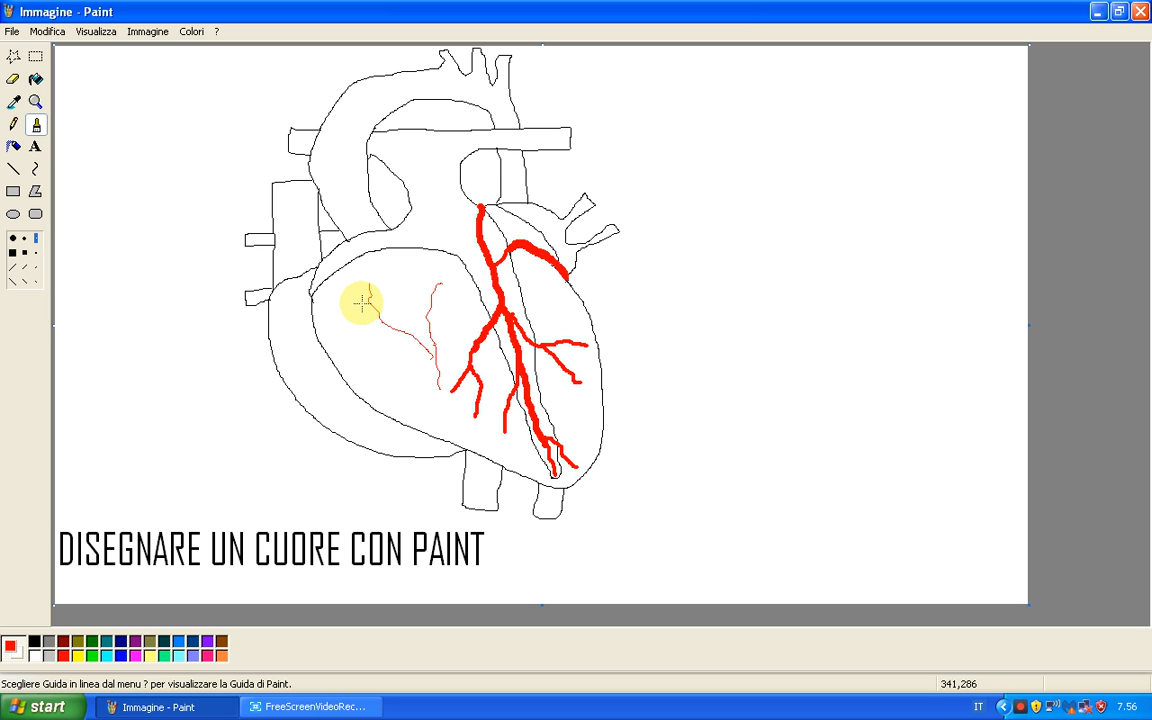 Immagine - Paint
File Modifica Visualizza Immagine Colori ?
A
DISEGNARE UN CUORE CON PAINT
Scegliere Guida in linea dal menu ? per visualizzare la Guida di Paint.
341,286
start
Immagine - Paint
FreeScreenVideoRec...
IT
7.56